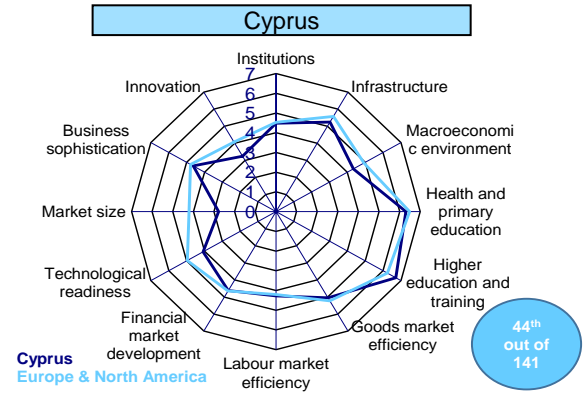 Cyprus
Institutions
Infrastructure
Macroeconomi
c environment
Health and
primary
education
Higher
education and
training
Goods market
efficiency
Labour market
efficiency
Financial
market
development
Technological
readiness
Market size
Business
sophistication
Innovation
7
6
5
4
3
2
1
0
Cyprus
Europe & North America
44th
out of
141